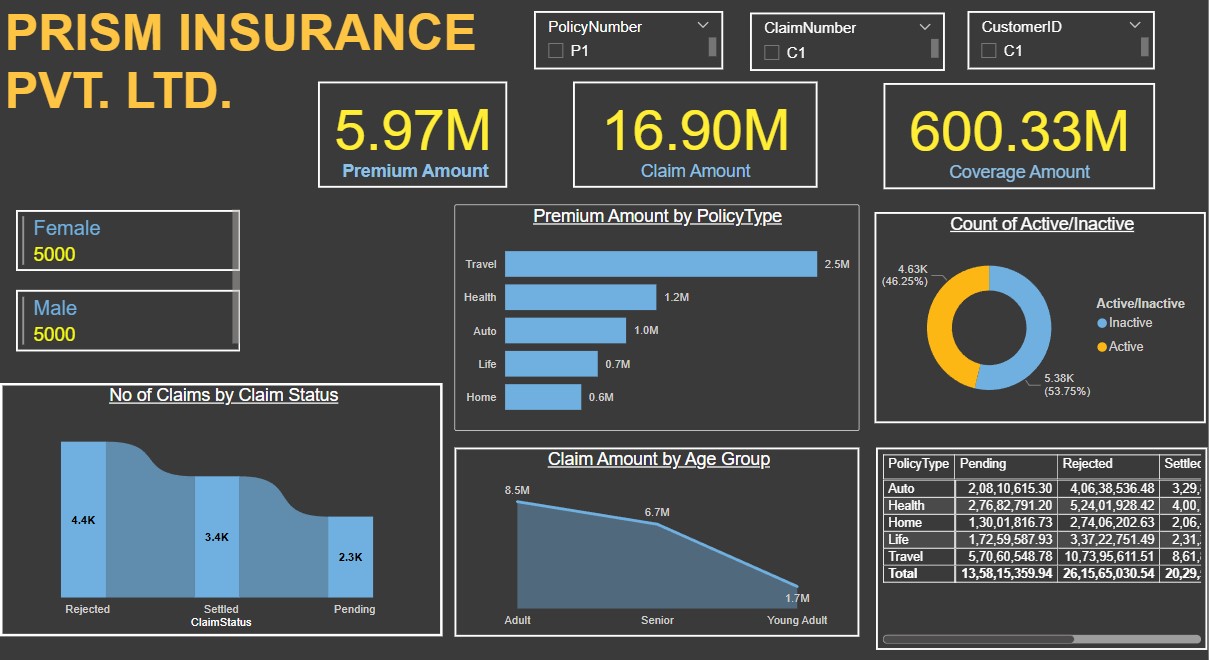 PRISM INSURANCE
PVT. LTD.
PolicyNumber
P1
ClaimNumber
C1
CustomerID
C1
5.97M
Premium Amount
16.90M
Claim Amount
600.33M
Coverage Amount
Female
5000
Male
5000
Premium Amount by PolicyType
Travel 2.5M
Health 1.2M
Auto 1.0M
Life 0.7M
Home 0.6M
Count of Active/Inactive
4.63K
(46.25%)
5.38K
(53.75%)
Active/Inactive
Inactive
Active
No of Claims by Claim Status
4.4K
3.4K
2.3K
Rejected Settled Pending
ClaimStatus
Claim Amount by Age Group
8.5M
6.7M
1.7M
Adult Senior Young Adult
PolicyType Pending Rejected Settled
Auto 2,08,10,615.30 4,06,38,536.48 3,29,
Health 2,76,82,791.20 5,24,01,928.42 4,00,
Home 1,30,01,816.73 2,74,06,202.63 2,06,
Life 1,72,59,587.93 3,37,22,751.49 2,31,
Travel 5,70,60,548.78 10,73,95,611.51 8,61,
Total 13,58,15,359.94 26,15,65,030.54 20,29,